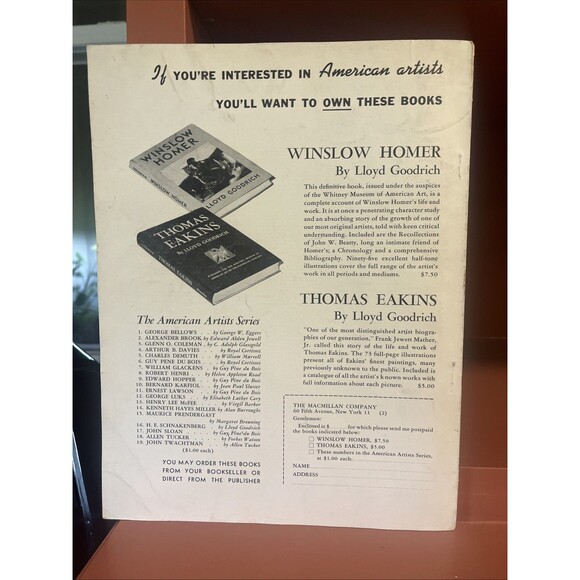 If YOU'RE INTERESTED IN American artists
YOU'LL WANT TO OWN THESE BOOKS
WINSLOW
HOMER
LLOYD GOODRICH
WINSLOW HOMER
THOMAS
EAKINS
By LLOYD GOODRICH
THOMAS EAKINS
WINSLOW HOMER
By Lloyd Goodrich
This definitive book, issued under the auspices
of the Whitney Museum of American Art, is a
complete account of Winslow Homer's life and
work. It is at once a penetrating character study
and an absorbing story of the growth of one of
our most original artists, told with keen critical
understanding. Included are the Recollections
of John W. Beatty, long an intimate friend of
Homer's; a Chronology and a comprehensive
Bibliography. Ninety-five excellent half-tone
illustrations cover the full range of the artist's
work in all periods and mediums. $7.50
THOMAS EAKINS
By Lloyd Goodrich
"One of the most distinguished artist biogra-
phies of our generation," Frank Jewett Mather,
Jr. called this story of the life and work of
Thomas Eakins. The 73 full-page illustrations
present all of Eakins' finest paintings, many
previously unknown to the public. Included is
a catalogue of all the artist's known works with
full information about each picture. $5.00
The American Artists Series
1. GEORGE BELLOWS . . by George W. Eggers
2. ALEXANDER BROOK by Edward Alden Jewell
3. GLENN O. COLEMAN . by C. Adolph Glassgold
4. ARTHUR B. DAVIES . . by Royal Cortissoz
5. CHARLES DEMUTH . . by William Murrell
6. GUY PENE DU BOIS . . by Royal Cortissoz
7. WILLIAM GLACKENS . by Guy Pène du Bois
8. ROBERT HENRI . by Helen Appleton Read
9. EDWARD HOPPER . by Guy Pène du Bois
10. BERNARD KARFIOL . by Jean Paul Slusser
11. ERNEST LAWSON . . by Guy Pène du Bois
12. GEORGE LUKS . by Elisabeth Luther Cary
13. HENRY LEE McFEE . . by Virgil Barker
14. KENNETH HAYES MILLER . by Alan Burroughs
15. MAURICE PRENDERGAST
by Margaret Breuning
16. H. E. SCHNAKENBERG . by Lloyd Goodrich
17. JOHN SLOAN . . by Guy Pène du Bois
18. ALLEN TUCKER . . by Forbes Watson
19. JOHN TWACHTMAN . . by Allen Tucker
($1.00 each)
YOU MAY ORDER THESE BOOKS
FROM YOUR BOOKSELLER OR
DIRECT FROM THE PUBLISHER
THE MACMILLAN COMPANY
60 Fifth Avenue, New York 11 (2)
Gentlemen:
Enclosed is $ for which please send me postpaid
the books indicated below:
WINSLOW HOMER, $7.50
THOMAS EAKINS, $5.00
These numbers in the American Artists Series,
at $1.00 each:
NAME
ADDRESS